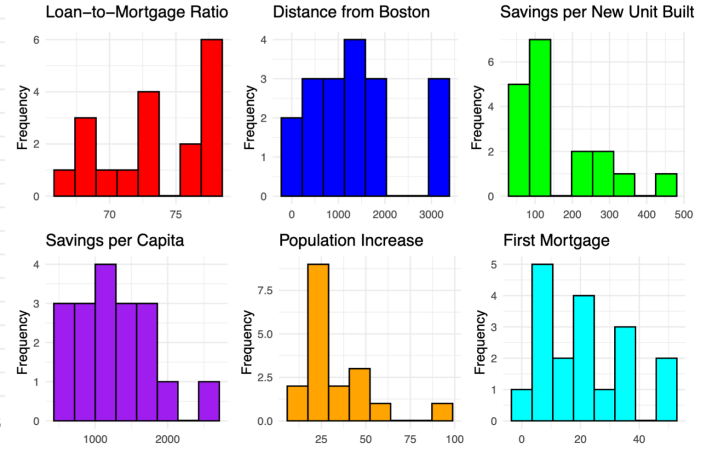 Loan−to−Mortgage Ratio
Frequency
6
4
2
0
70 75
Distance from Boston
Frequency
4
3
2
1
0
0 1000 2000 3000
Savings per New Unit Built
Frequency
6
4
2
0
100 200 300 400 500
Savings per Capita
Frequency
4
3
2
1
0
1000 2000
Population Increase
Frequency
7.5
5.0
2.5
0.0
25 50 75 100
First Mortgage
Frequency
5
4
3
2
1
0
0 20 40